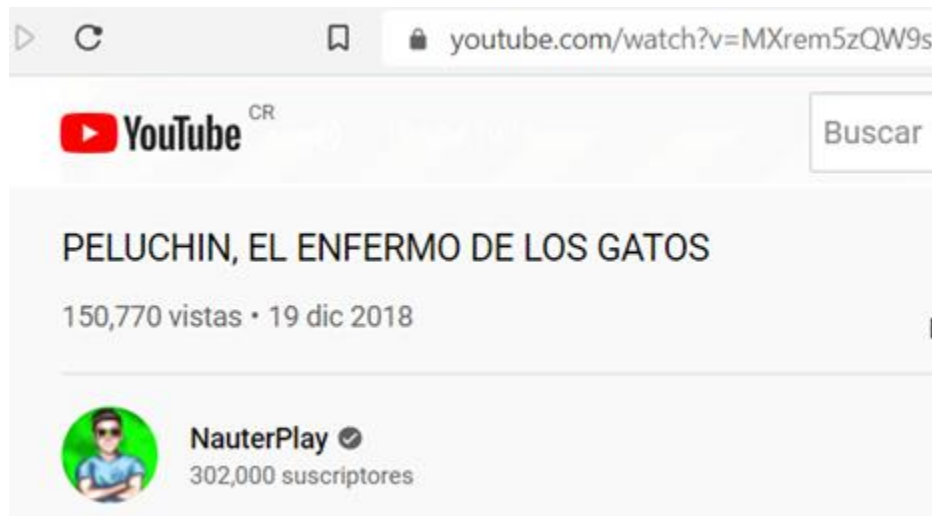 youtube.com/watch?v=MXrem5zQW9s
YouTube CR
Buscar
PELUCHIN, EL ENFERMO DE LOS GATOS
150,770 vistas • 19 dic 2018
NauterPlay
302,000 suscriptores